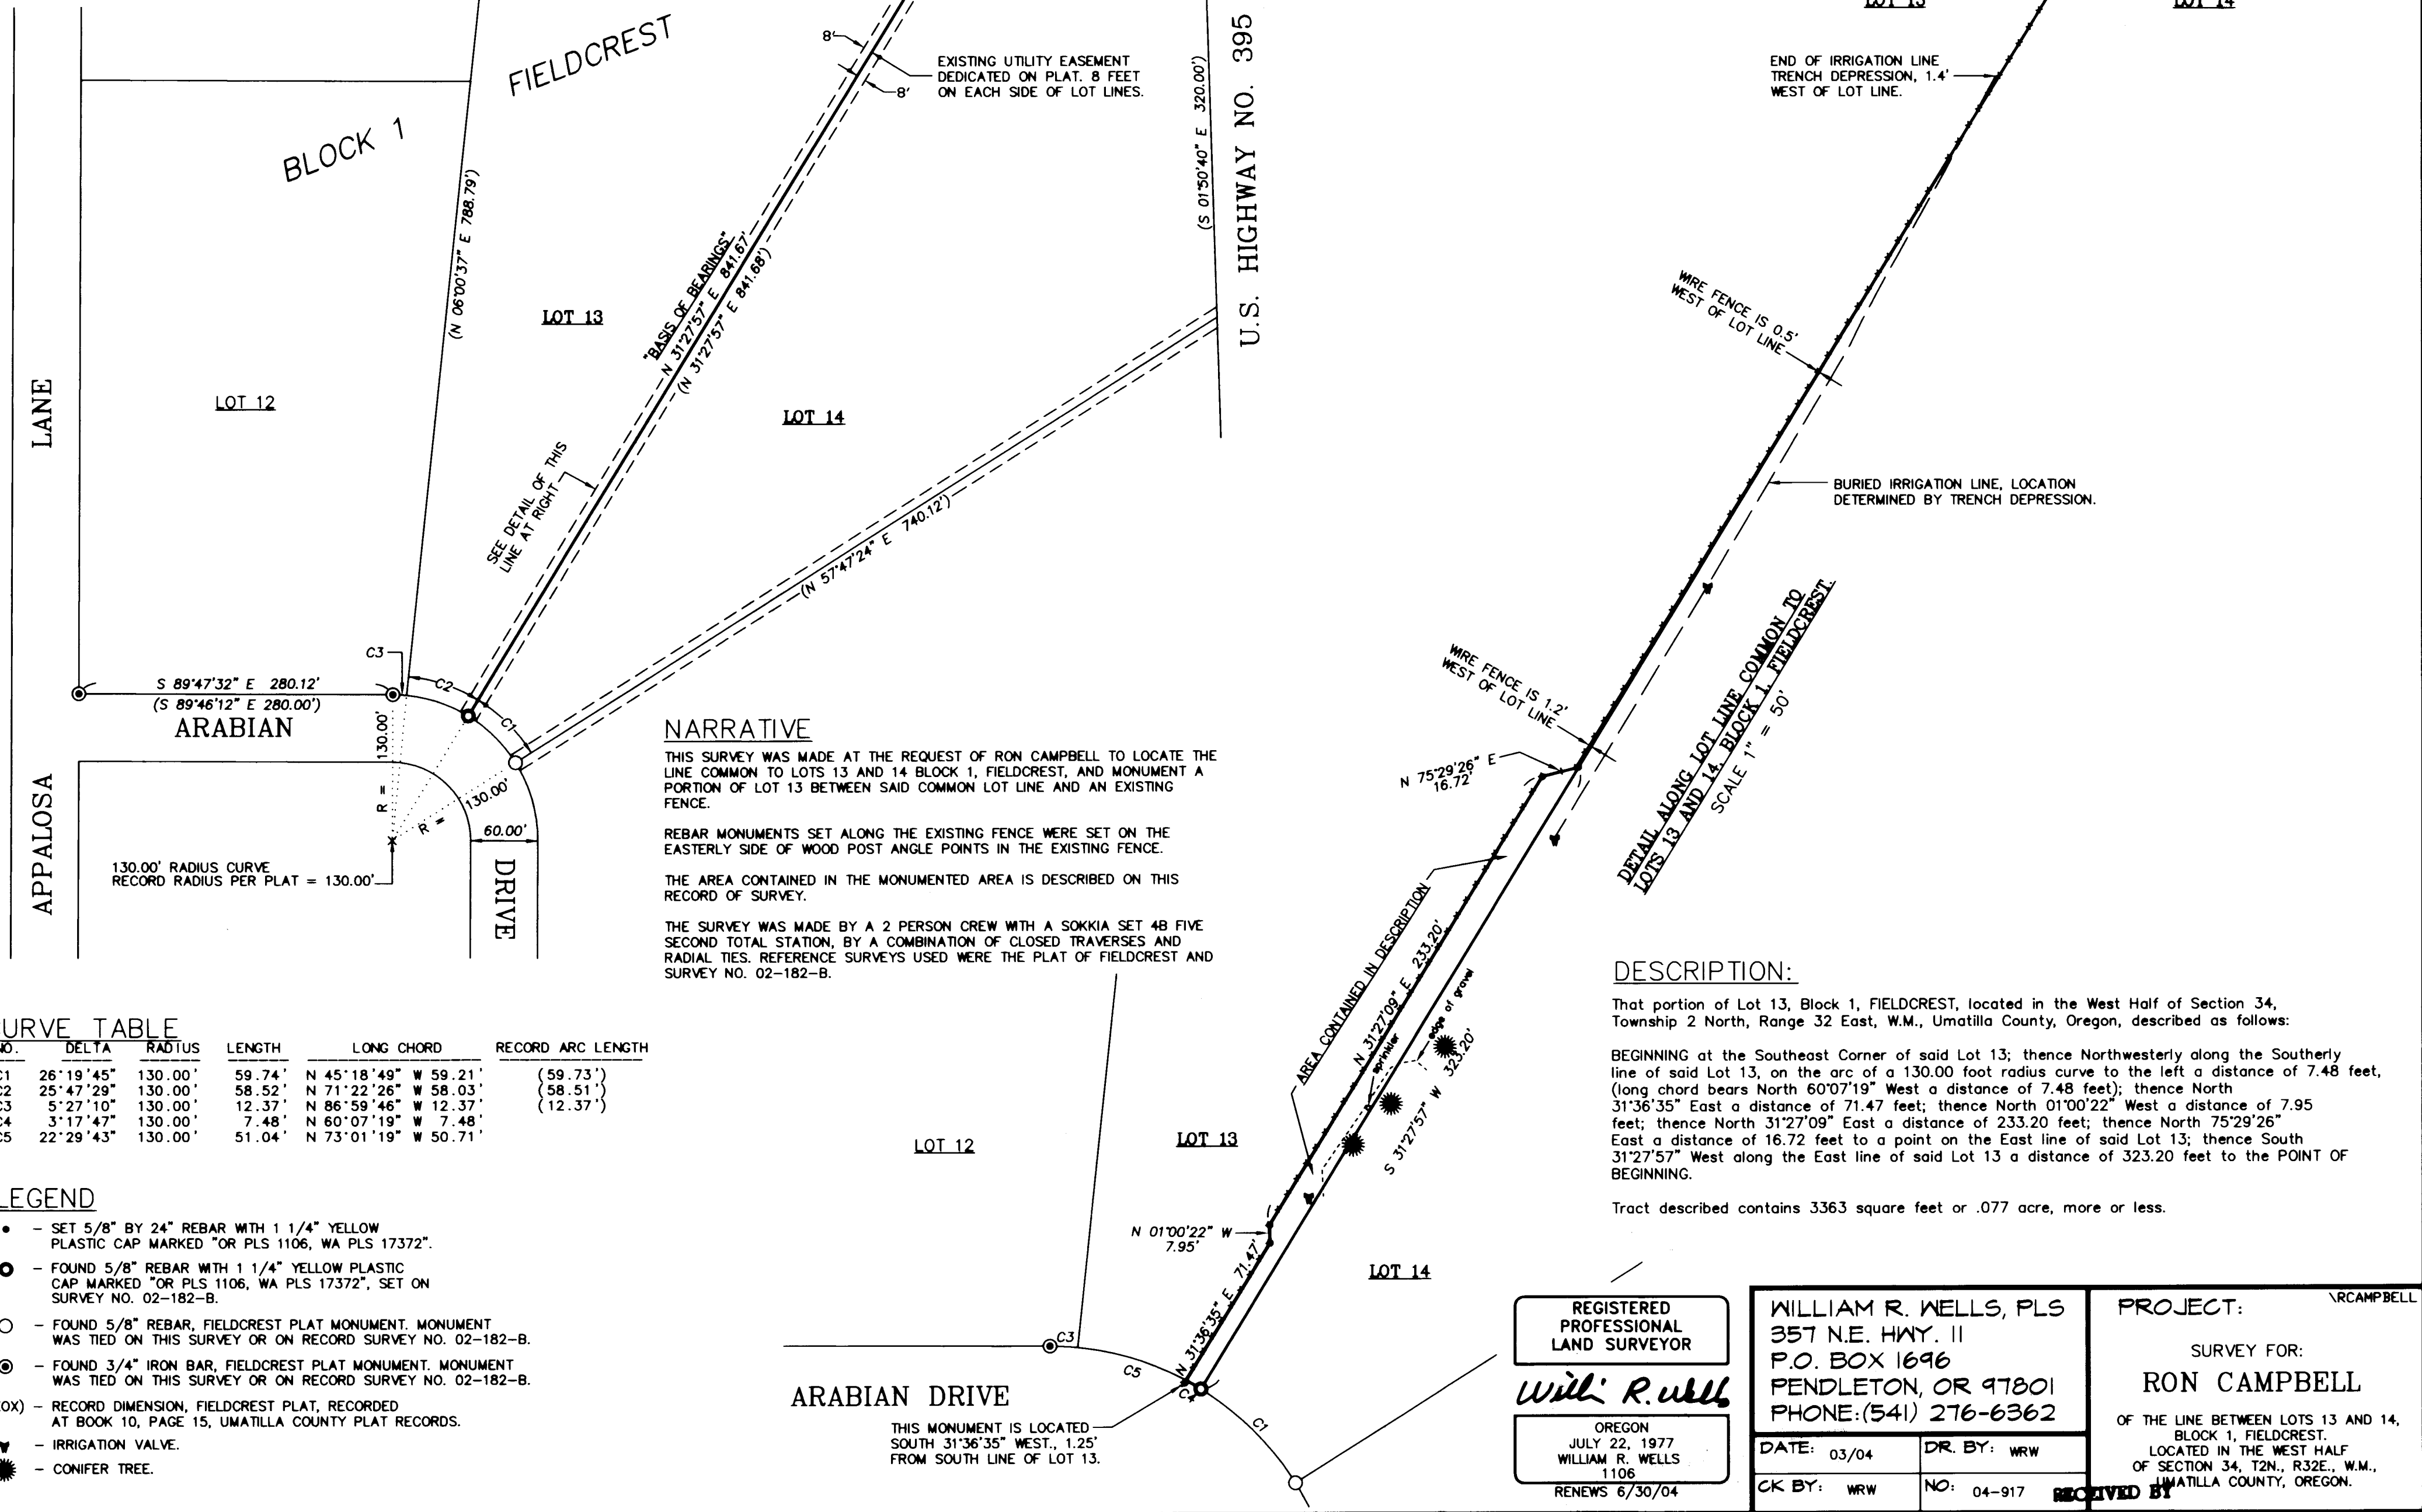 FIELDCREST
BLOCK 1
8'
8'
EXISTING UTILITY EASEMENT
DEDICATED ON PLAT. 8 FEET
ON EACH SIDE OF LOT LINES.
(S 01°50'40" E 320.00')
U.S. HIGHWAY NO. 395
(N 06°00'37" E 788.79')
"BASIS OF BEARINGS"
N 31°27'57" E 841.67'
(N 31°27'57" E 841.68')
LOT 13
LOT 12
LOT 14
LANE
SEE DETAIL OF THIS
LINE AT RIGHT
(N 57°47'24" E 740.12')
C3
C2
C1
S 89°47'32" E 280.12'
(S 89°46'12" E 280.00')
ARABIAN
R = 130.00'
R = 130.00'
60.00'
DRIVE
APPALOSA
130.00' RADIUS CURVE
RECORD RADIUS PER PLAT = 130.00'
NARRATIVE
THIS SURVEY WAS MADE AT THE REQUEST OF RON CAMPBELL TO LOCATE THE
LINE COMMON TO LOTS 13 AND 14 BLOCK 1, FIELDCREST, AND MONUMENT A
PORTION OF LOT 13 BETWEEN SAID COMMON LOT LINE AND AN EXISTING
FENCE.
REBAR MONUMENTS SET ALONG THE EXISTING FENCE WERE SET ON THE
EASTERLY SIDE OF WOOD POST ANGLE POINTS IN THE EXISTING FENCE.
THE AREA CONTAINED IN THE MONUMENTED AREA IS DESCRIBED ON THIS
RECORD OF SURVEY.
THE SURVEY WAS MADE BY A 2 PERSON CREW WITH A SOKKIA SET 4B FIVE
SECOND TOTAL STATION, BY A COMBINATION OF CLOSED TRAVERSES AND
RADIAL TIES. REFERENCE SURVEYS USED WERE THE PLAT OF FIELDCREST AND
SURVEY NO. 02-182-B.
URVE TABLE
NO. DELTA RADIUS LENGTH LONG CHORD RECORD ARC LENGTH
C1 26°19'45" 130.00' 59.74' N 45°18'49" W 59.21' (59.73')
C2 25°47'29" 130.00' 58.52' N 71°22'26" W 58.03' (58.51')
C3 5°27'10" 130.00' 12.37' N 86°59'46" W 12.37' (12.37')
C4 3°17'47" 130.00' 7.48' N 60°07'19" W 7.48'
C5 22°29'43" 130.00' 51.04' N 73°01'19" W 50.71'
LEGEND
– SET 5/8" BY 24" REBAR WITH 1 1/4" YELLOW
PLASTIC CAP MARKED "OR PLS 1106, WA PLS 17372".
– FOUND 5/8" REBAR WITH 1 1/4" YELLOW PLASTIC
CAP MARKED "OR PLS 1106, WA PLS 17372", SET ON
SURVEY NO. 02-182-B.
– FOUND 5/8" REBAR, FIELDCREST PLAT MONUMENT. MONUMENT
WAS TIED ON THIS SURVEY OR ON RECORD SURVEY NO. 02-182-B.
– FOUND 3/4" IRON BAR, FIELDCREST PLAT MONUMENT. MONUMENT
WAS TIED ON THIS SURVEY OR ON RECORD SURVEY NO. 02-182-B.
OX) – RECORD DIMENSION, FIELDCREST PLAT, RECORDED
AT BOOK 10, PAGE 15, UMATILLA COUNTY PLAT RECORDS.
– IRRIGATION VALVE.
– CONIFER TREE.
LOT 13
LOT 14
END OF IRRIGATION LINE
TRENCH DEPRESSION, 1.4'
WEST OF LOT LINE.
WIRE FENCE IS 0.5'
WEST OF LOT LINE
BURIED IRRIGATION LINE, LOCATION
DETERMINED BY TRENCH DEPRESSION.
WIRE FENCE IS 1.2'
WEST OF LOT LINE
N 75°29'26" E
16.72'
DETAIL ALONG LOT LINE COMMON TO
LOTS 13 AND 14, BLOCK 1, FIELDCREST.
SCALE 1" = 50'
AREA CONTAINED IN DESCRIPTION
N 31°27'09" E 233.20'
sprinkler
edge of gravel
S 31°27'57" W 323.20'
LOT 12
LOT 13
LOT 14
N 01°00'22" W
7.95'
N 31°36'35" E 71.47'
C3
C5
C1
ARABIAN DRIVE
THIS MONUMENT IS LOCATED
SOUTH 31°36'35" WEST., 1.25'
FROM SOUTH LINE OF LOT 13.
DESCRIPTION:
That portion of Lot 13, Block 1, FIELDCREST, located in the West Half of Section 34,
Township 2 North, Range 32 East, W.M., Umatilla County, Oregon, described as follows:
BEGINNING at the Southeast Corner of said Lot 13; thence Northwesterly along the Southerly
line of said Lot 13, on the arc of a 130.00 foot radius curve to the left a distance of 7.48 feet,
(long chord bears North 60°07'19" West a distance of 7.48 feet); thence North
31°36'35" East a distance of 71.47 feet; thence North 01°00'22" West a distance of 7.95
feet; thence North 31°27'09" East a distance of 233.20 feet; thence North 75°29'26"
East a distance of 16.72 feet to a point on the East line of said Lot 13; thence South
31°27'57" West along the East line of said Lot 13 a distance of 323.20 feet to the POINT OF
BEGINNING.
Tract described contains 3363 square feet or .077 acre, more or less.
REGISTERED
PROFESSIONAL
LAND SURVEYOR
Willi R. Wells
OREGON
JULY 22, 1977
WILLIAM R. WELLS
1106
RENEWS 6/30/04
WILLIAM R. WELLS, PLS
357 N.E. HWY. 11
P.O. BOX 1696
PENDLETON, OR 97801
PHONE:(541) 276-6362
DATE: 03/04
DR. BY: WRW
CK BY: WRW
NO: 04-917
PROJECT:
\RCAMPBELL
SURVEY FOR:
RON CAMPBELL
OF THE LINE BETWEEN LOTS 13 AND 14,
BLOCK 1, FIELDCREST.
LOCATED IN THE WEST HALF
OF SECTION 34, T2N., R32E., W.M.,
UMATILLA COUNTY, OREGON.
RECEIVED BY